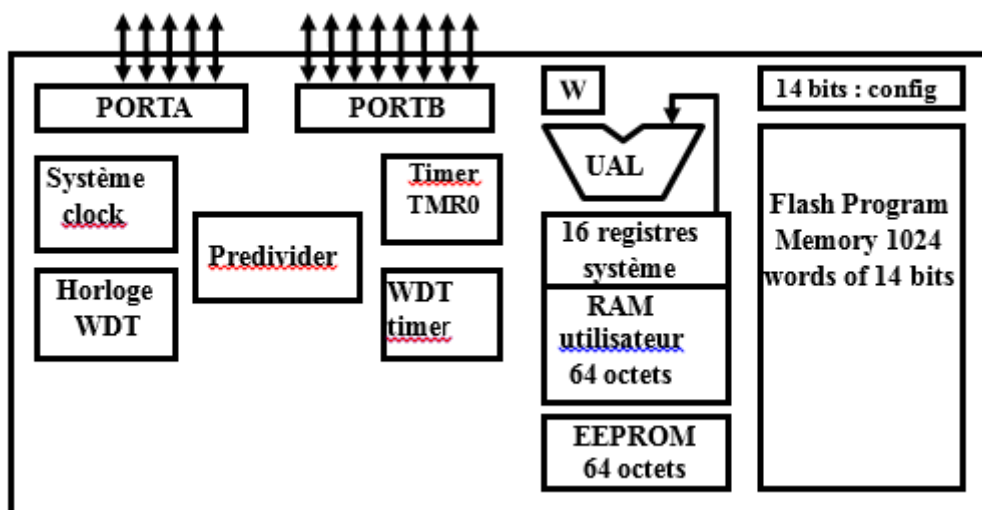 PORTA
PORTB
W
14 bits : config
Système
clock
Timer
TMR0
UAL
Predivider
Flash Program
Memory 1024
words of 14 bits
16 registres
système
Horloge
WDT
WDT
timer
RAM
utilisateur
64 octets
EEPROM
64 octets